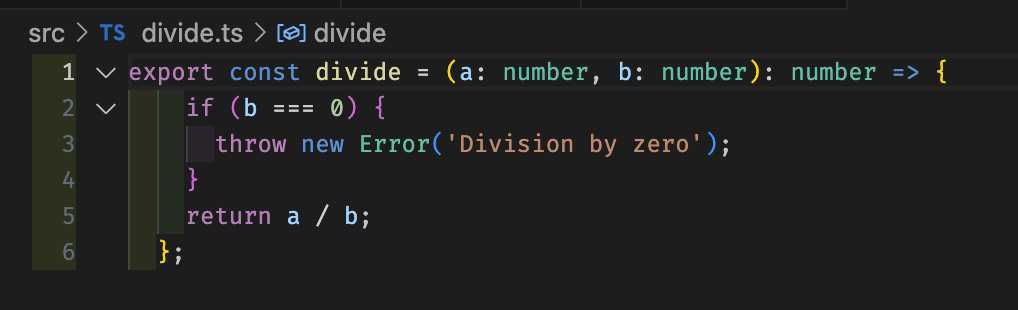 src > TS divide.ts > divide
1 export const divide = (a: number, b: number): number => {
2     if (b === 0) {
3       throw new Error('Division by zero');
4     }
5     return a / b;
6   };